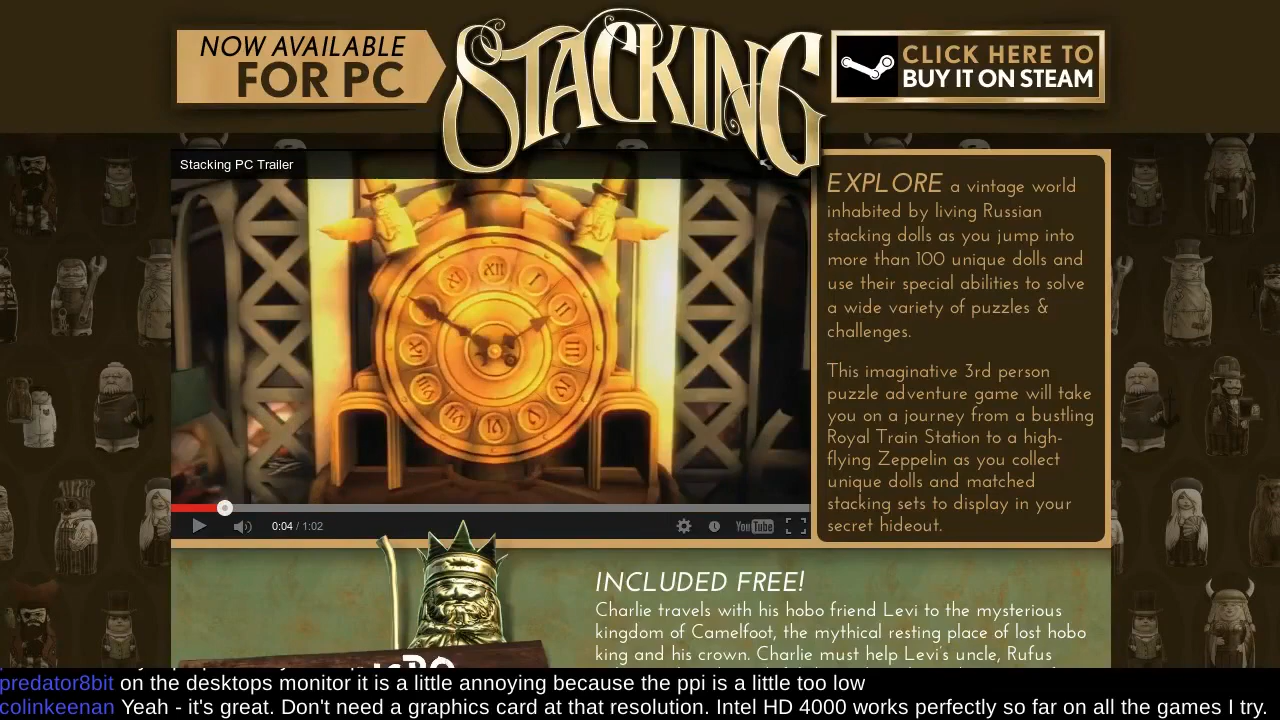 NOW AVAILABLE
FOR PC
STACKING
CLICK HERE TO
BUY IT ON STEAM
Stacking PC Trailer
XII
I
II
III
XI
EXPLORE a vintage world
inhabited by living Russian
stacking dolls as you jump into
more than 100 unique dolls and
use their special abilities to solve
a wide variety of puzzles &
challenges.
This imaginative 3rd person
puzzle adventure game will take
you on a journey from a bustling
Royal Train Station to a high-
flying Zeppelin as you collect
unique dolls and matched
stacking sets to display in your
secret hideout.
0:04 / 1:02
YouTube
INCLUDED FREE!
Charlie travels with his hobo friend Levi to the mysterious
kingdom of Camelfoot, the mythical resting place of lost hobo
king and his crown. Charlie must help Levi's uncle, Rufus
predator8bit on the desktops monitor it is a little annoying because the ppi is a little too low
colinkeenan Yeah - it's great. Don't need a graphics card at that resolution. Intel HD 4000 works perfectly so far on all the games I try.